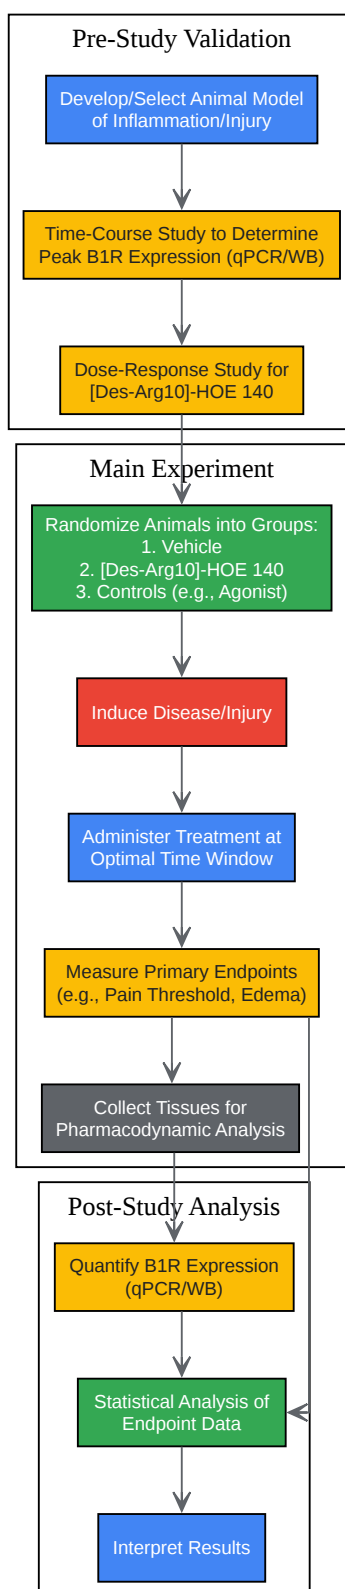 Pre-Study Validation
Develop/Select Animal Model
of Inflammation/Injury
Time-Course Study to Determine
Peak B1R Expression (qPCR/WB)
Dose-Response Study for
[Des-Arg10]-HOE 140
Main Experiment
Randomize Animals into Groups:
1. Vehicle
2. [Des-Arg10]-HOE 140
3. Controls (e.g., Agonist)
Induce Disease/Injury
Administer Treatment at
Optimal Time Window
Measure Primary Endpoints
(e.g., Pain Threshold, Edema)
Collect Tissues for
Pharmacodynamic Analysis
Post-Study Analysis
Quantify B1R Expression
(qPCR/WB)
Statistical Analysis of
Endpoint Data
Interpret Results